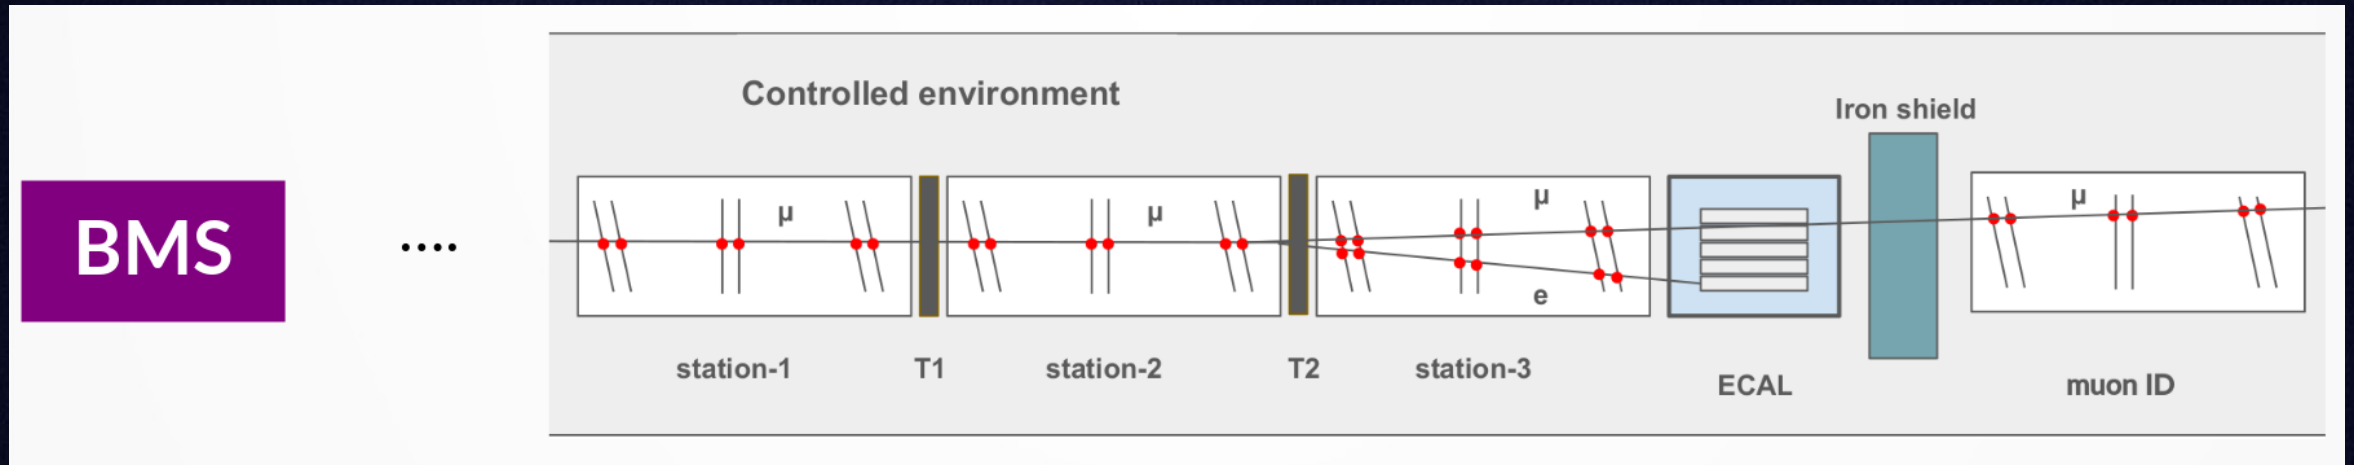 Controlled environment
Iron shield
BMS
....
μ
μ
μ
μ
e
station-1
T1
station-2
T2
station-3
ECAL
muon ID